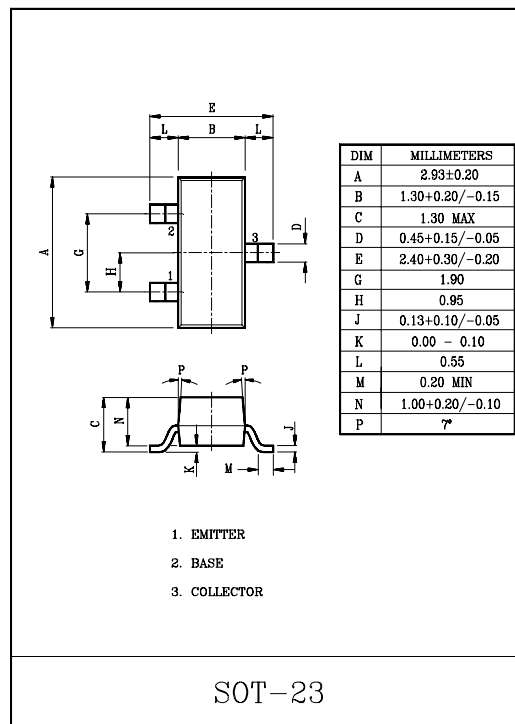 E
L B L
D
3
2
A
G
H
1
P P
C
N
J
K
M
DIM MILLIMETERS
A 2.93±0.20
B 1.30+0.20/−0.15
C 1.30 MAX
D 0.45+0.15/−0.05
E 2.40+0.30/−0.20
G 1.90
H 0.95
J 0.13+0.10/−0.05
K 0.00 − 0.10
L 0.55
M 0.20 MIN
N 1.00+0.20/−0.10
P 7°
1. EMITTER
2. BASE
3. COLLECTOR
SOT−23